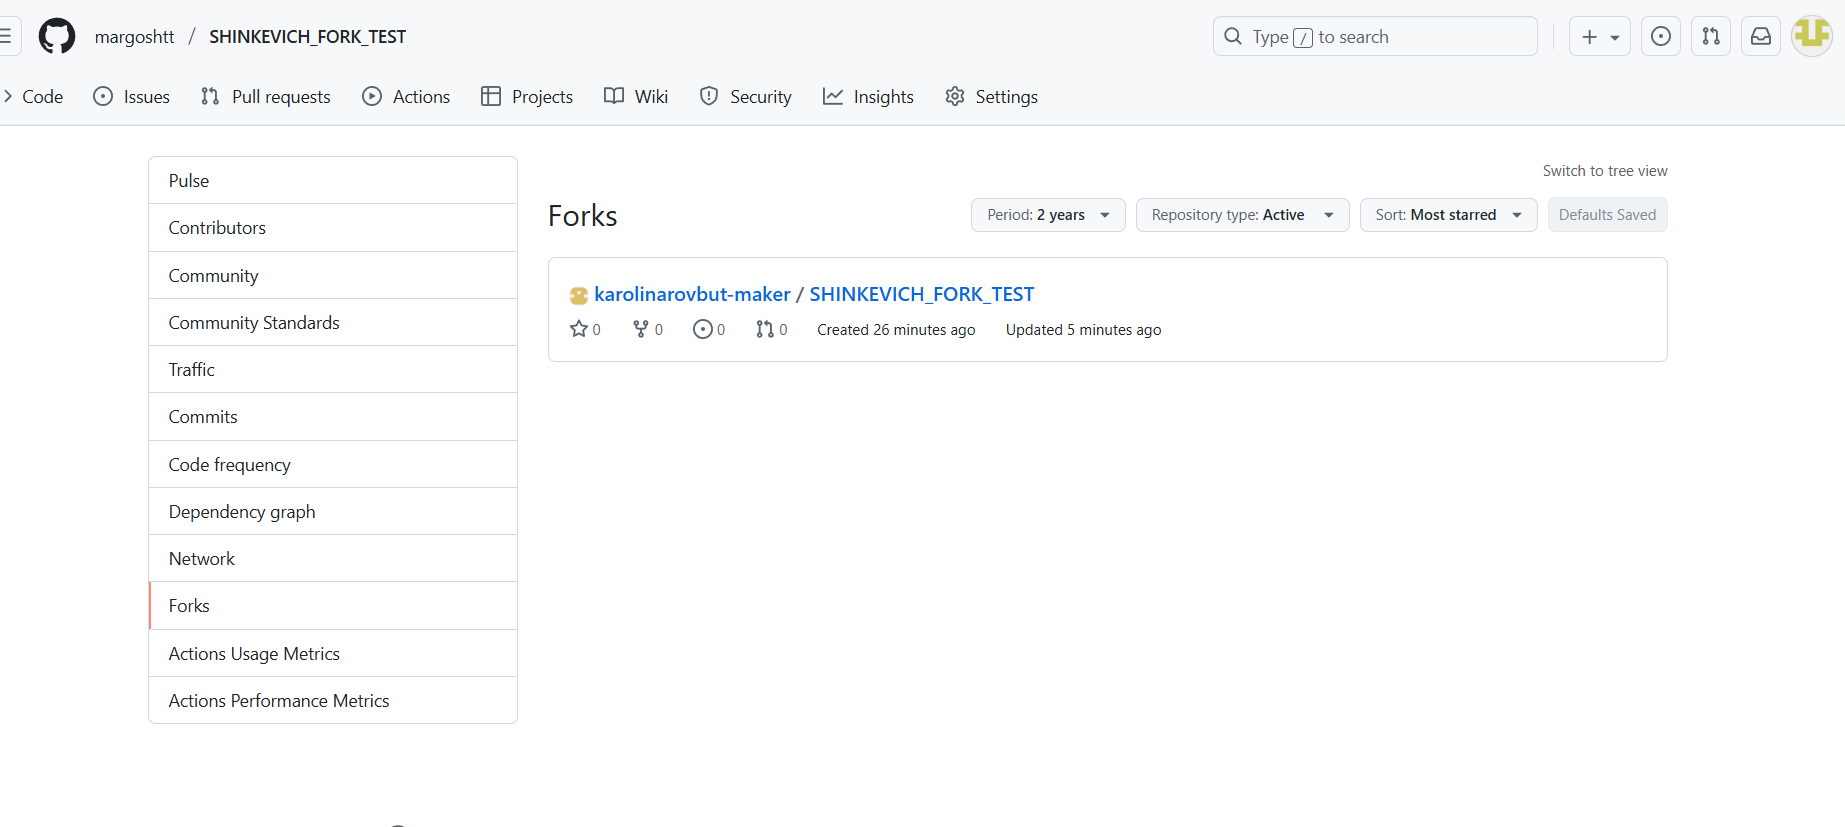 margoshtt / SHINKEVICH_FORK_TEST
Type / to search
Code Issues Pull requests Actions Projects Wiki Security Insights Settings
Pulse
Contributors
Community
Community Standards
Traffic
Commits
Code frequency
Dependency graph
Network
Forks
Actions Usage Metrics
Actions Performance Metrics
Switch to tree view
Forks
Period: 2 years
Repository type: Active
Sort: Most starred
Defaults Saved
karolinarovbut-maker / SHINKEVICH_FORK_TEST
0 0 0 0 Created 26 minutes ago Updated 5 minutes ago